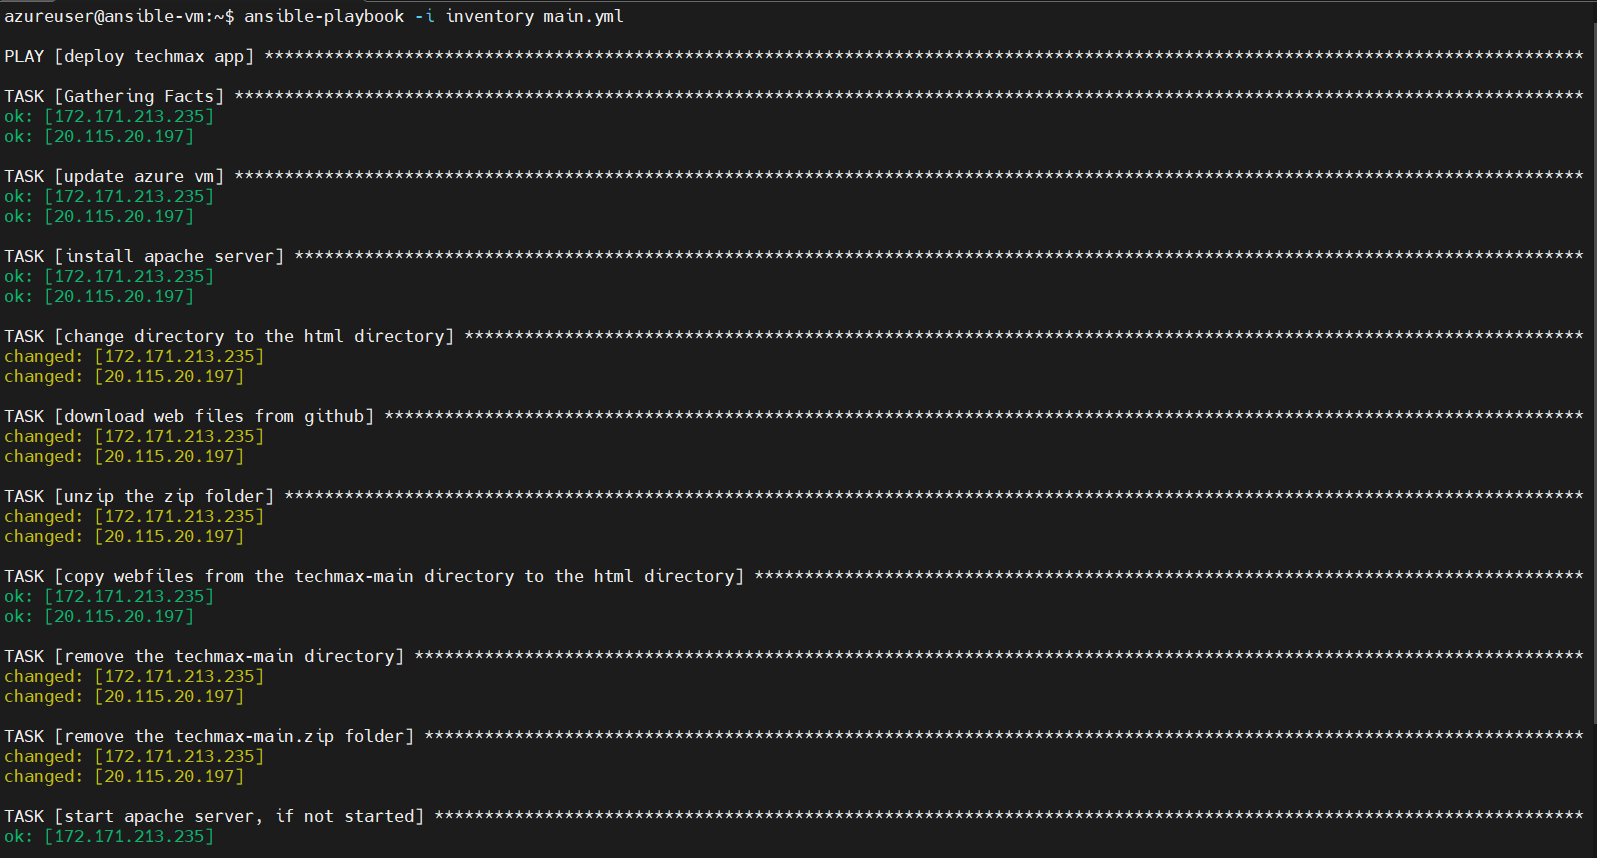 azureuser@ansible-vm:~$ ansible-playbook -i inventory main.yml
PLAY [deploy techmax app] ************************************************************************************************************************************
TASK [Gathering Facts] ***************************************************************************************************************************************
ok: [172.171.213.235]
ok: [20.115.20.197]
TASK [update azure vm] ***************************************************************************************************************************************
ok: [172.171.213.235]
ok: [20.115.20.197]
TASK [install apache server] *********************************************************************************************************************************
ok: [172.171.213.235]
ok: [20.115.20.197]
TASK [change directory to the html directory] ****************************************************************************************************************
changed: [172.171.213.235]
changed: [20.115.20.197]
TASK [download web files from github] ************************************************************************************************************************
changed: [172.171.213.235]
changed: [20.115.20.197]
TASK [unzip the zip folder] **********************************************************************************************************************************
changed: [172.171.213.235]
changed: [20.115.20.197]
TASK [copy webfiles from the techmax-main directory to the html directory] ***********************************************************************************
ok: [172.171.213.235]
ok: [20.115.20.197]
TASK [remove the techmax-main directory] *********************************************************************************************************************
changed: [172.171.213.235]
changed: [20.115.20.197]
TASK [remove the techmax-main.zip folder] ********************************************************************************************************************
changed: [172.171.213.235]
changed: [20.115.20.197]
TASK [start apache server, if not started] *******************************************************************************************************************
ok: [172.171.213.235]